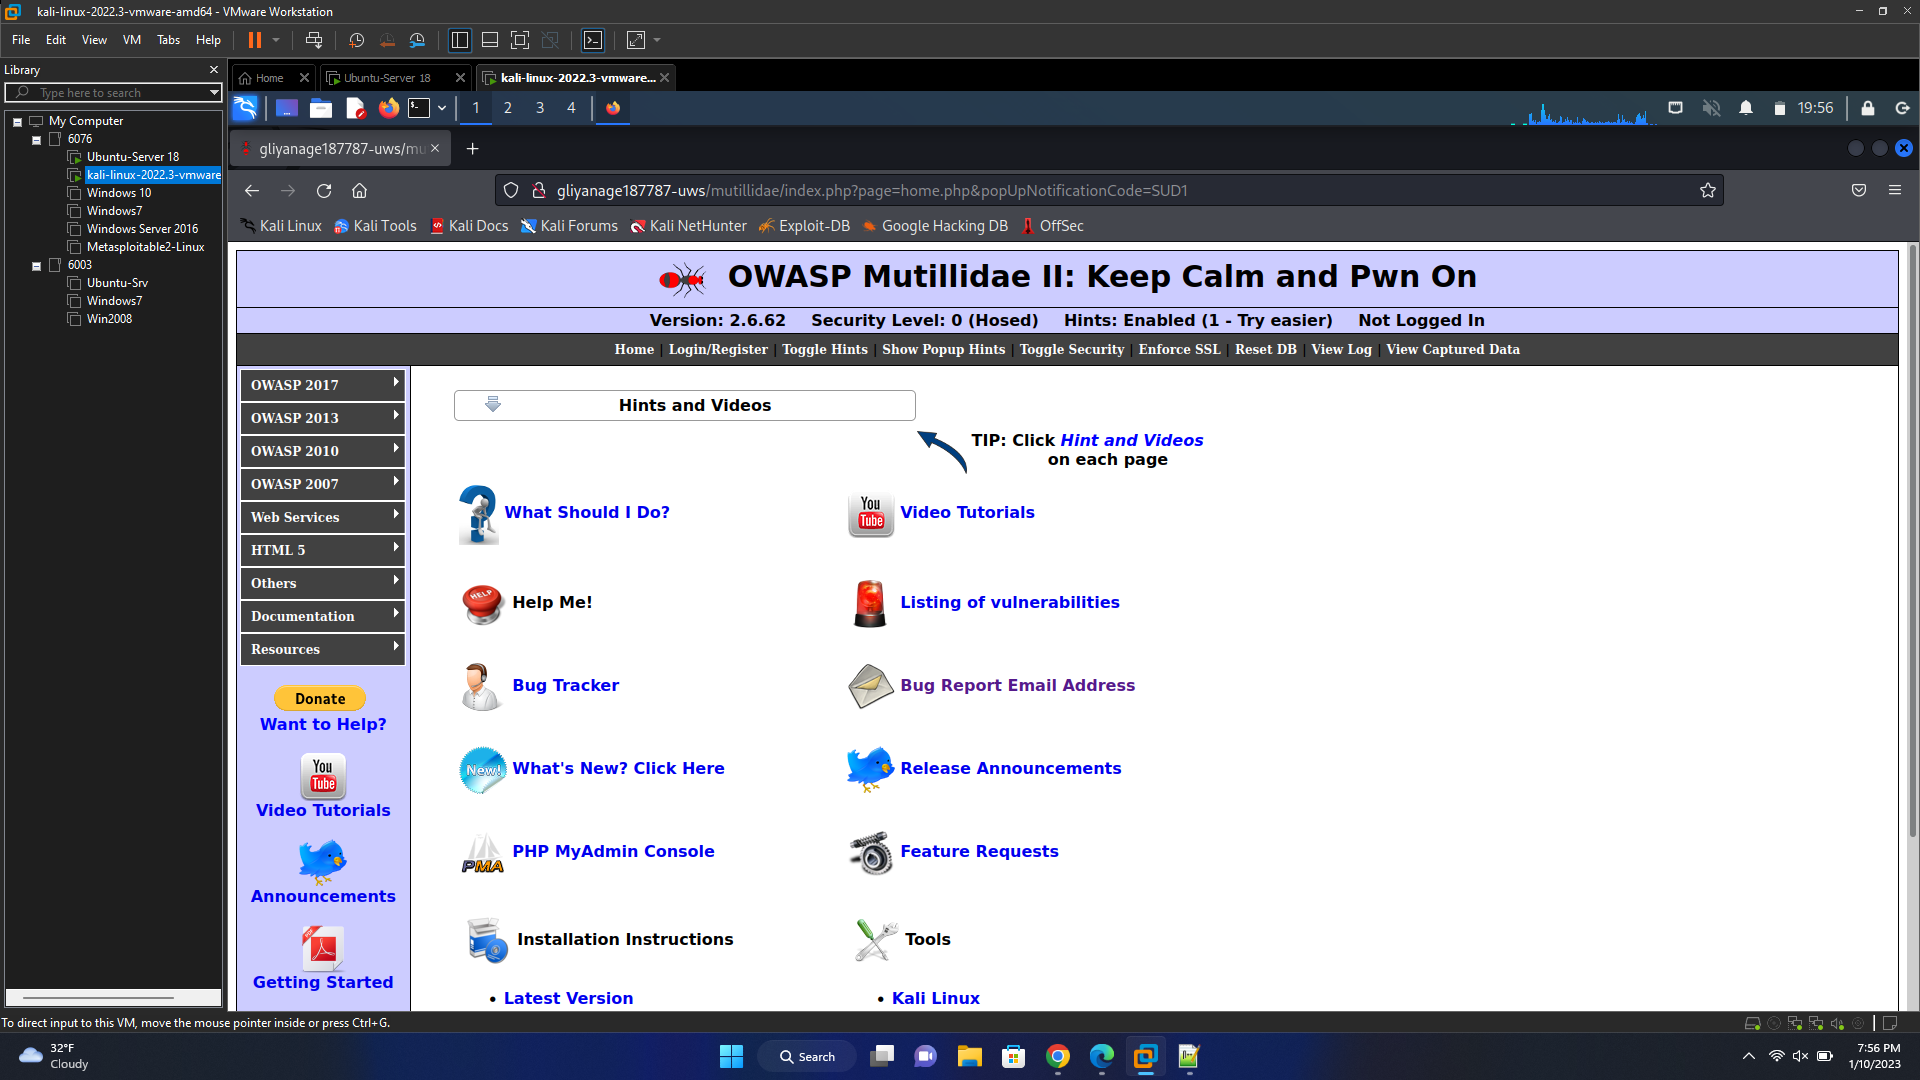 kali-linux-2022.3-vmware-amd64 - VMware Workstation
File Edit View VM Tabs Help
Library
Type here to search
My Computer
6076
Ubuntu-Server 18
kali-linux-2022.3-vmware
Windows 10
Windows7
Windows Server 2016
Metasploitable2-Linux
6003
Ubuntu-Srv
Windows7
Win2008
Home
Ubuntu-Server 18
kali-linux-2022.3-vmware...
1 2 3 4
19:56
gliyanage187787-uws/mu
gliyanage187787-uws/mutillidae/index.php?page=home.php&popUpNotificationCode=SUD1
Kali Linux Kali Tools Kali Docs Kali Forums Kali NetHunter Exploit-DB Google Hacking DB OffSec
OWASP Mutillidae II: Keep Calm and Pwn On
Version: 2.6.62 Security Level: 0 (Hosed) Hints: Enabled (1 - Try easier) Not Logged In
Home | Login/Register | Toggle Hints | Show Popup Hints | Toggle Security | Enforce SSL | Reset DB | View Log | View Captured Data
OWASP 2017
OWASP 2013
OWASP 2010
OWASP 2007
Web Services
HTML 5
Others
Documentation
Resources
Donate
Want to Help?
You
Tube
Video Tutorials
Announcements
Getting Started
Hints and Videos
TIP: Click Hint and Videos
on each page
What Should I Do?
You
Tube
Video Tutorials
HELP
Help Me!
Listing of vulnerabilities
Bug Tracker
Bug Report Email Address
New!
What's New? Click Here
Release Announcements
PMA
PHP MyAdmin Console
Feature Requests
Installation Instructions
Tools
• Latest Version
• Kali Linux
To direct input to this VM, move the mouse pointer inside or press Ctrl+G.
32°F
Cloudy
Search
7:56 PM
1/10/2023